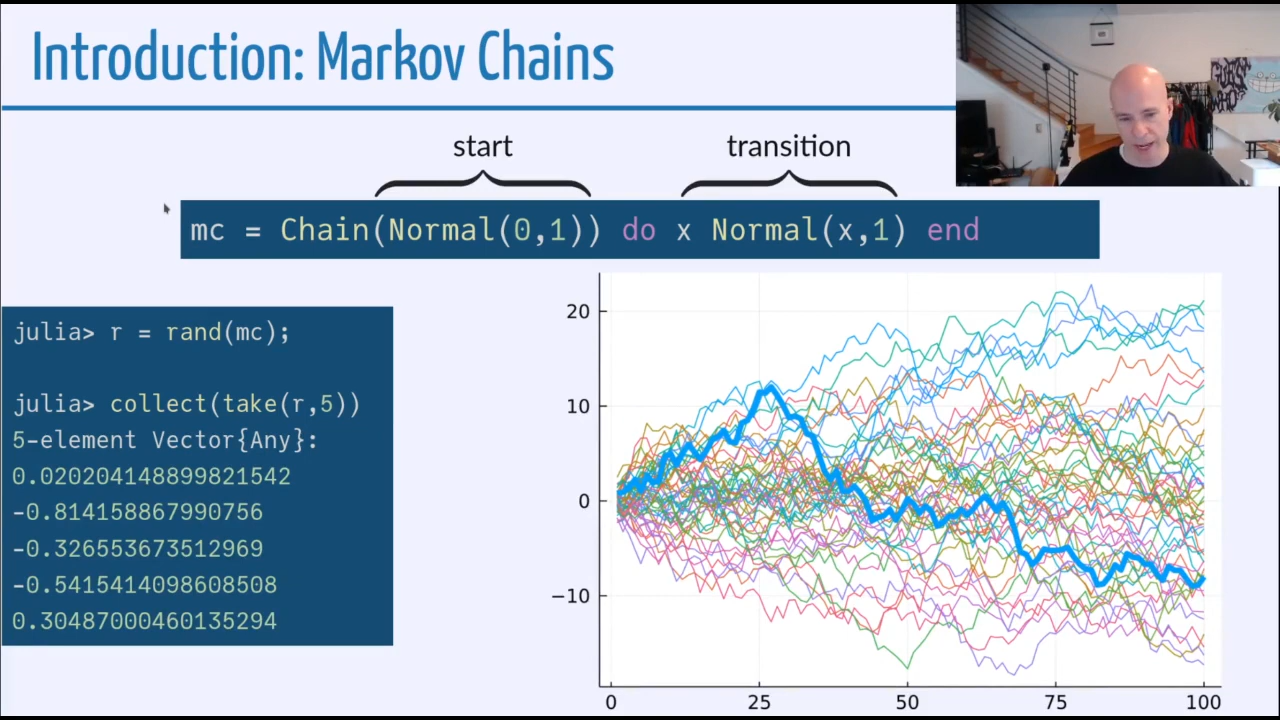 Introduction: Markov Chains
start
transition
mc = Chain(Normal(0,1)) do x Normal(x,1) end
julia> r = rand(mc);
julia> collect(take(r,5))
5-element Vector{Any}:
0.020204148899821542
-0.814158867990756
-0.326553673512969
-0.5415414098608508
0.30487000460135294
20
10
0
−10
0 25 50 75 100